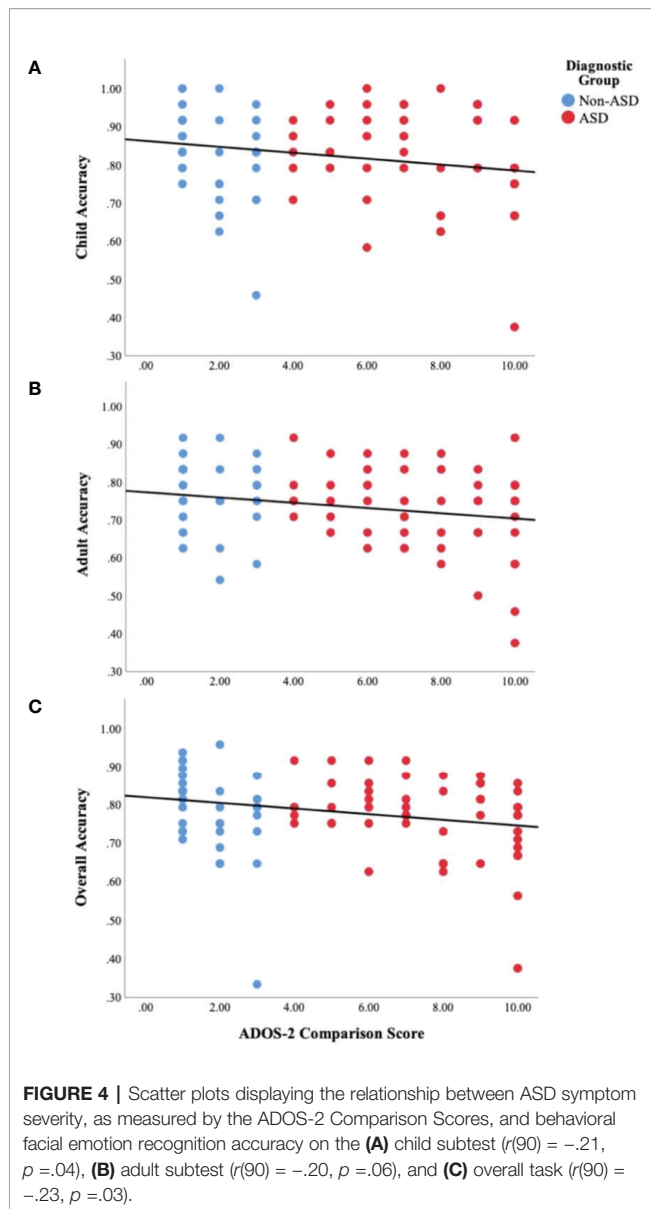 A
Diagnostic
Group
Non-ASD
ASD
1.00
.90
.80
.70
.60
.50
.40
.30
Child Accuracy
.00 2.00 4.00 6.00 8.00 10.00
B
1.00
.90
.80
.70
.60
.50
.40
.30
Adult Accuracy
.00 2.00 4.00 6.00 8.00 10.00
C
1.00
.90
.80
.70
.60
.50
.40
.30
Overall Accuracy
.00 2.00 4.00 6.00 8.00 10.00
ADOS-2 Comparison Score
FIGURE 4 | Scatter plots displaying the relationship between ASD symptom
severity, as measured by the ADOS-2 Comparison Scores, and behavioral
facial emotion recognition accuracy on the (A) child subtest (r(90) = −.21,
p =.04), (B) adult subtest (r(90) = −.20, p =.06), and (C) overall task (r(90) =
−.23, p =.03).